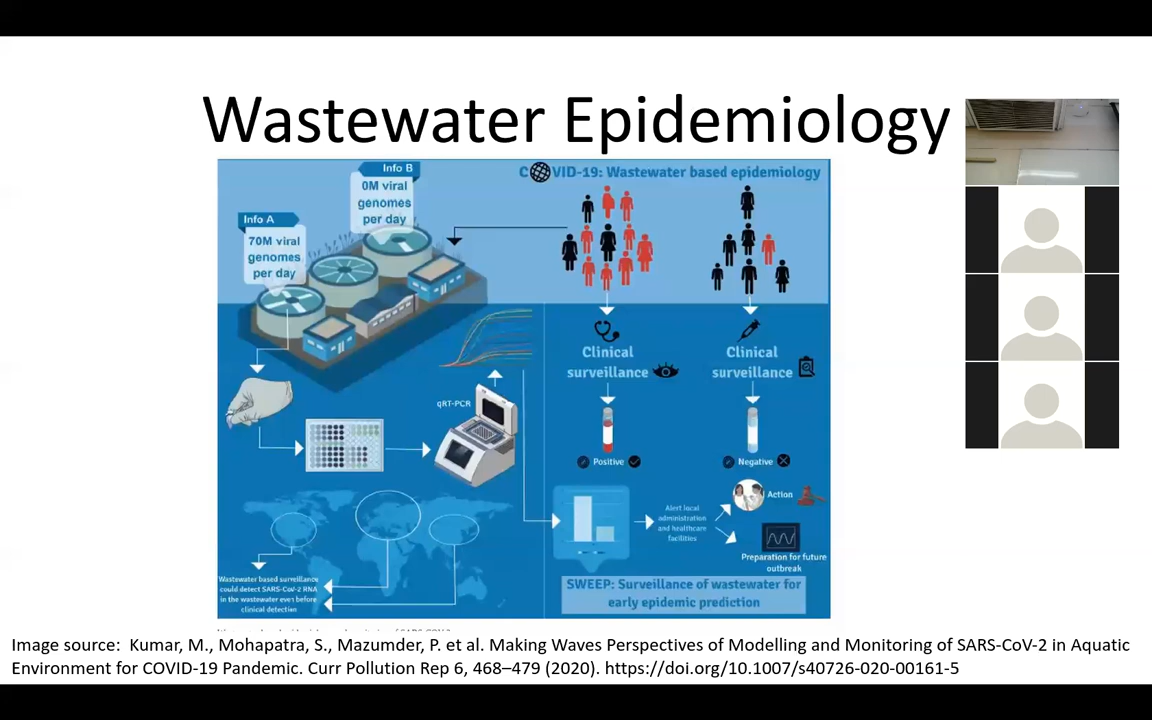 Wastewater Epidemiology
Info B
0M viral
genomes
per day
Info A
70M viral
genomes
per day
COVID-19: Wastewater based epidemiology
Clinical
surveillance
Clinical
surveillance
qRT-PCR
Positive
Negative
Action
Alert local
administration
and healthcare
facilities
Preparation for future
outbreak
Wastewater based surveillance
could detect SARS-CoV-2 RNA
in the wastewater even before
clinical detection
SWEEP: Surveillance of wastewater for
early epidemic prediction
Image source: Kumar, M., Mohapatra, S., Mazumder, P. et al. Making Waves Perspectives of Modelling and Monitoring of SARS-CoV-2 in Aquatic
Environment for COVID-19 Pandemic. Curr Pollution Rep 6, 468–479 (2020). https://doi.org/10.1007/s40726-020-00161-5